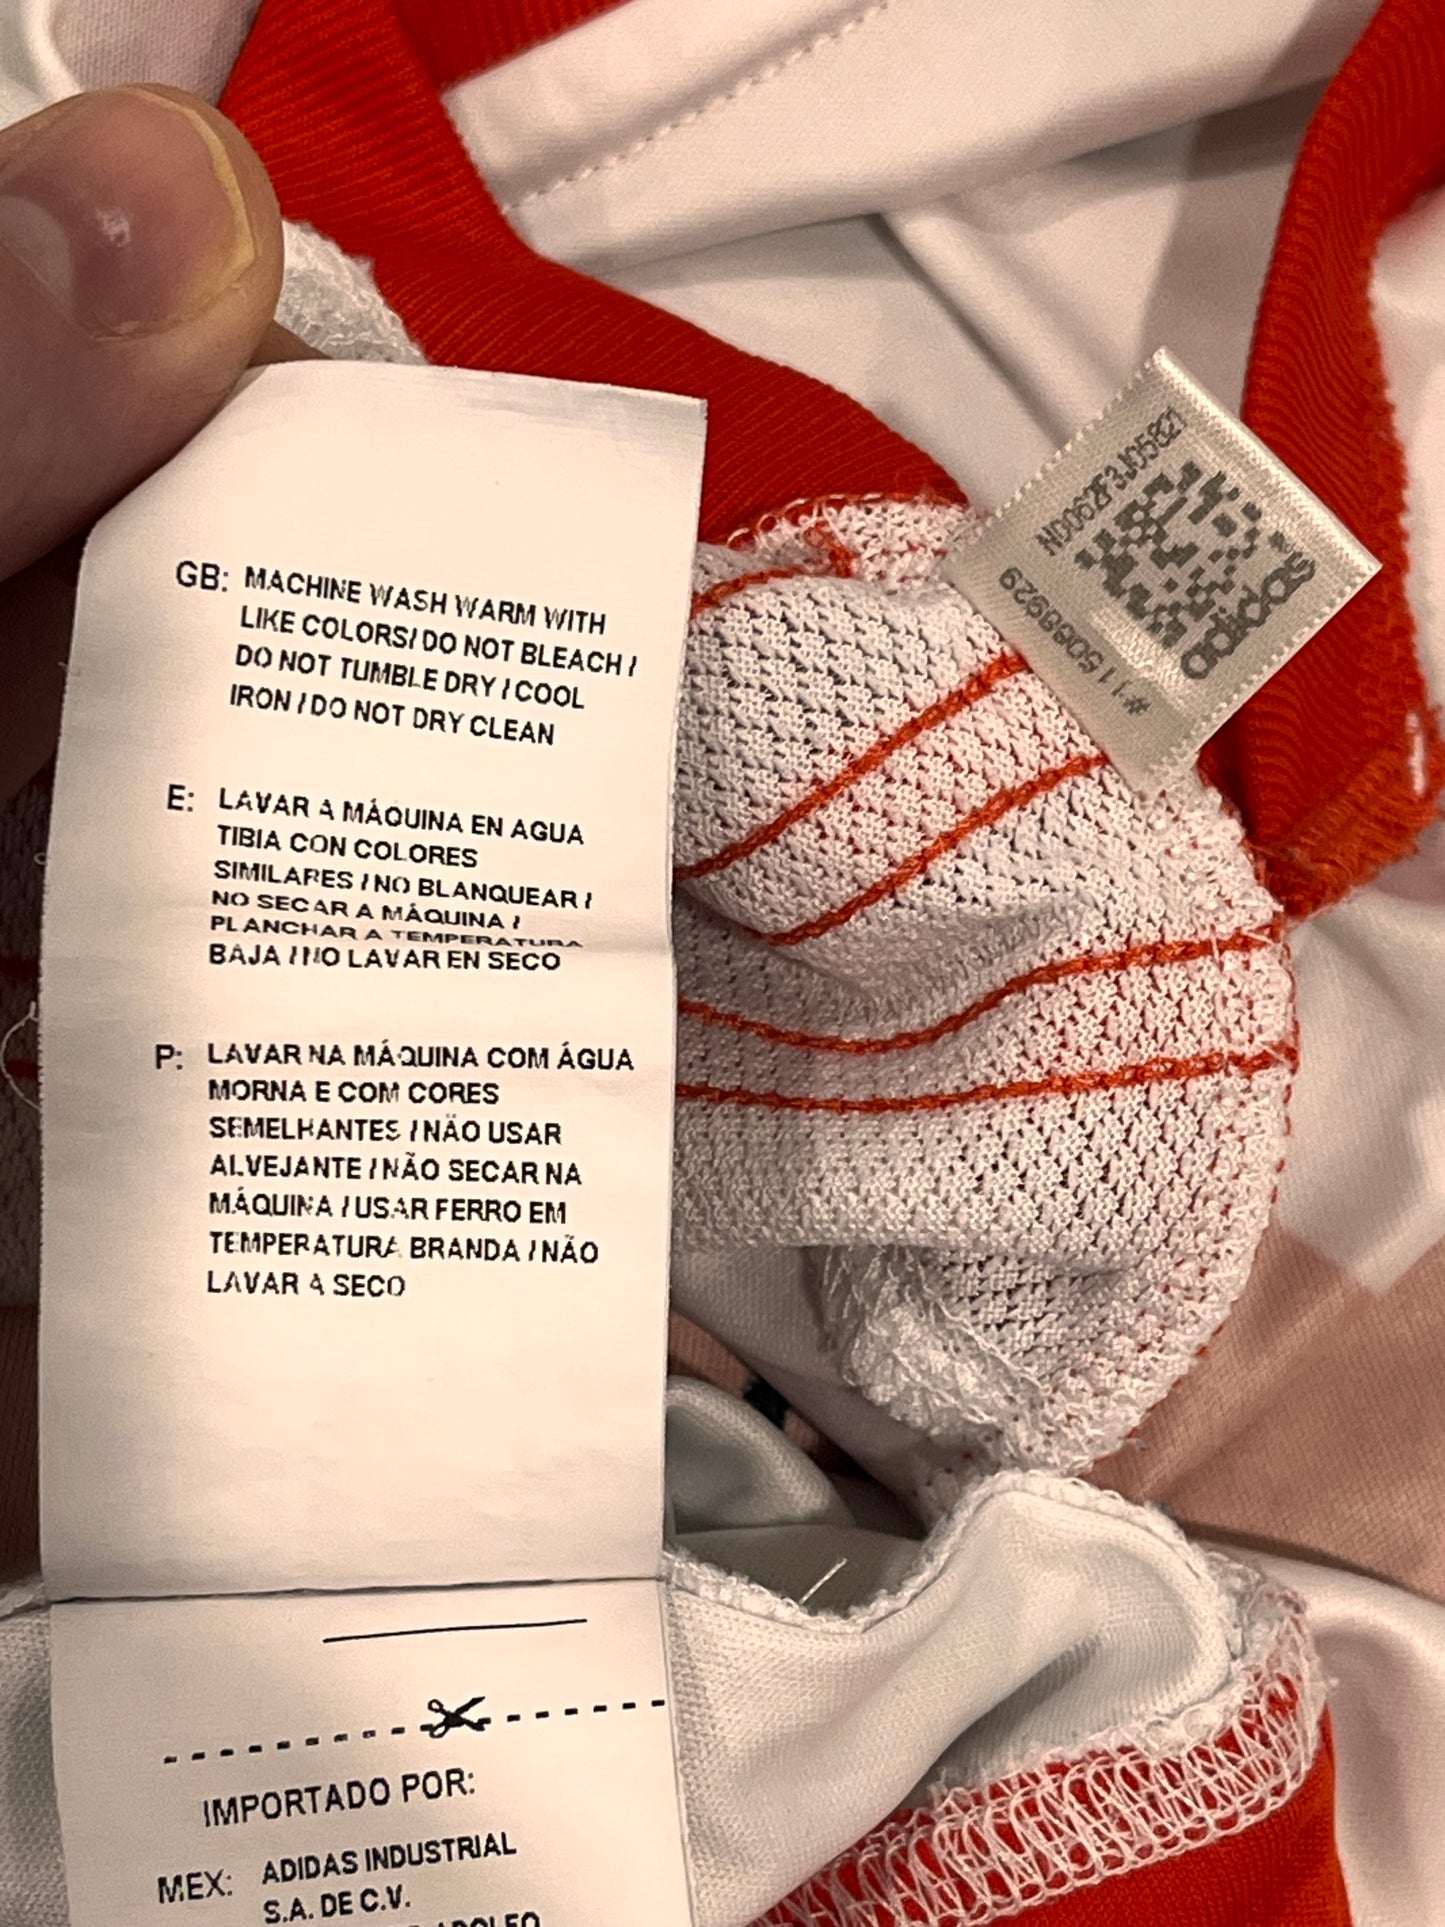 GB: MACHINE WASH WARM WITH
LIKE COLORS/ DO NOT BLEACH /
DO NOT TUMBLE DRY / COOL
IRON / DO NOT DRY CLEAN
E: LAVAR A MÁQUINA EN AGUA
TIBIA CON COLORES
SIMILARES / NO BLANQUEAR /
NO SECAR A MÁQUINA /
PLANCHAR A TEMPERATURA
BAJA / NO LAVAR EN SECO
P: LAVAR NA MÁQUINA COM ÁGUA
MORNA E COM CORES
SEMELHANTES / NÃO USAR
ALVEJANTE / NÃO SECAR NA
MÁQUINA / USAR FERRO EM
TEMPERATURA BRANDA / NÃO
LAVAR A SECO
IMPORTADO POR:
MEX: ADIDAS INDUSTRIAL
S.A. DE C.V.
adidas